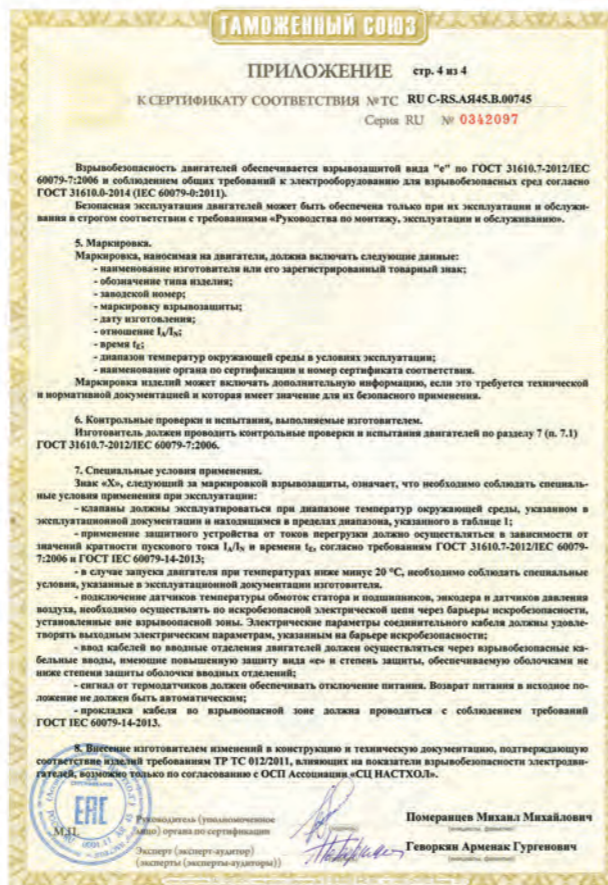 ТАМОЖЕННЫЙ СОЮЗ
ПРИЛОЖЕНИЕ стр. 4 из 4
К СЕРТИФИКАТУ СООТВЕТСТВИЯ № ТС RU C-RS.АЯ45.В.00745
Серия RU № 0342097
Взрывобезопасность двигателей обеспечивается взрывозащитой вида "е" по ГОСТ 31610.7-2012/IEC
60079-7:2006 и соблюдением общих требований к электрооборудованию для взрывобезопасных сред согласно
ГОСТ 31610.0-2014 (IEC 60079-0:2011).
Безопасная эксплуатация двигателей может быть обеспечена только при их эксплуатации и обслужи-
вания в строгом соответствии с требованиями «Руководства по монтажу, эксплуатации и обслуживанию».
5. Маркировка.
Маркировка, наносимая на двигатели, должна включать следующие данные:
- наименование изготовителя или его зарегистрированный товарный знак;
- обозначение типа изделия;
- заводской номер;
- маркировку взрывозащиты;
- дату изготовления;
- отношение IA/IN;
- время tE;
- диапазон температур окружающей среды в условиях эксплуатации;
- наименование органа по сертификации и номер сертификата соответствия.
Маркировка изделий может включать дополнительную информацию, если это требуется технической
и нормативной документацией и которая имеет значение для их безопасного применения.
6. Контрольные проверки и испытания, выполняемые изготовителем.
Изготовитель должен проводить контрольные проверки и испытания двигателей по разделу 7 (п. 7.1)
ГОСТ 31610.7-2012/IEC 60079-7:2006.
7. Специальные условия применения.
Знак «Х», следующий за маркировкой взрывозащиты, означает, что необходимо соблюдать специаль-
ные условия применения при эксплуатации:
- клапаны должны эксплуатироваться при диапазоне температур окружающей среды, указанном в
эксплуатационной документации и находящимся в пределах диапазона, указанного в таблице 1;
- применение защитного устройства от токов перегрузки должно осуществляться в зависимости от
значений кратности пускового тока IA/IN и времени tE, согласно требованиям ГОСТ 31610.7-2012/IEC 60079-
7:2006 и ГОСТ IEC 60079-14-2013;
- в случае запуска двигателя при температурах ниже минус 20 °С, необходимо соблюдать специальные
условия, указанные в эксплуатационной документации изготовителя.
- подключение датчиков температуры обмоток статора и подшипников, энкодера и датчиков давления
воздуха, необходимо осуществлять по искробезопасной электрической цепи через барьеры искробезопасности,
установленные вне взрывоопасной зоны. Электрические параметры соединительного кабеля должны удовле-
творять выходным электрическим параметрам, указанным на барьере искробезопасности;
- ввод кабелей во вводные отделения двигателей должен осуществляться через взрывобезопасные ка-
бельные вводы, имеющие повышенную защиту вида «е» и степень защиты, обеспечиваемую оболочками не
ниже степени защиты оболочки вводных отделений;
- сигнал от термодатчиков должен обеспечивать отключение питания. Возврат питания в исходное по-
ложение не должен быть автоматическим;
- прокладка кабеля во взрывоопасной зоне должна проводиться с соблюдением требований
ГОСТ IEC 60079-14-2013.
8. Внесение изготовителем изменений в конструкцию и техническую документацию, подтверждающую
соответствие изделий требованиям ТР ТС 012/2011, влияющих на показатели взрывобезопасности электродви-
гателей, возможно только по согласованию с ОСП Ассоциации «СЦ НАСТХОЛ».
ЕАС
М.П.
Руководитель (уполномоченное
лицо) органа по сертификации
Померанцев Михаил Михайлович
Эксперт (эксперт-аудитор)
(эксперты (эксперты-аудиторы))
Геворкян Арменак Гургенович